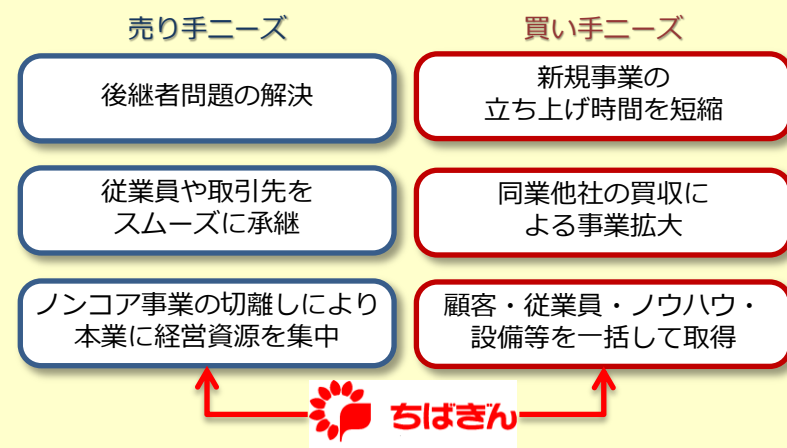 売り手ニーズ
後継者問題の解決
従業員や取引先を
スムーズに承継
ノンコア事業の切離しにより
本業に経営資源を集中
買い手ニーズ
新規事業の
立ち上げ時間を短縮
同業他社の買収に
よる事業拡大
顧客・従業員・ノウハウ・
設備等を一括して取得
ちばぎん